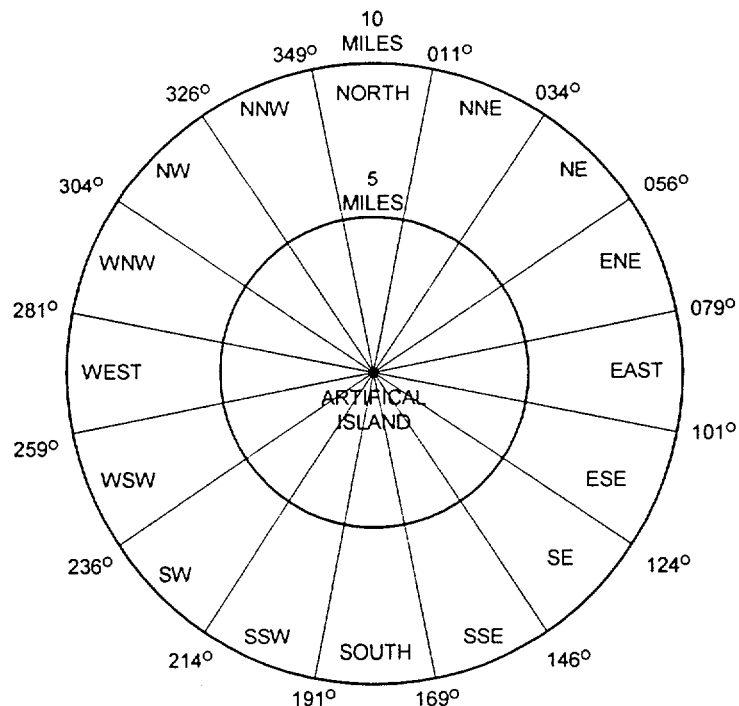 10
MILES
349° 011°
326° NNW NORTH NNE 034°
NW NE
304° 5 056°
MILES
WNW ENE
281° 079°
WEST EAST
ARTIFICAL
ISLAND
259° 101°
WSW ESE
236° SW SE 124°
214° SSW SOUTH SSE 146°
191° 169°